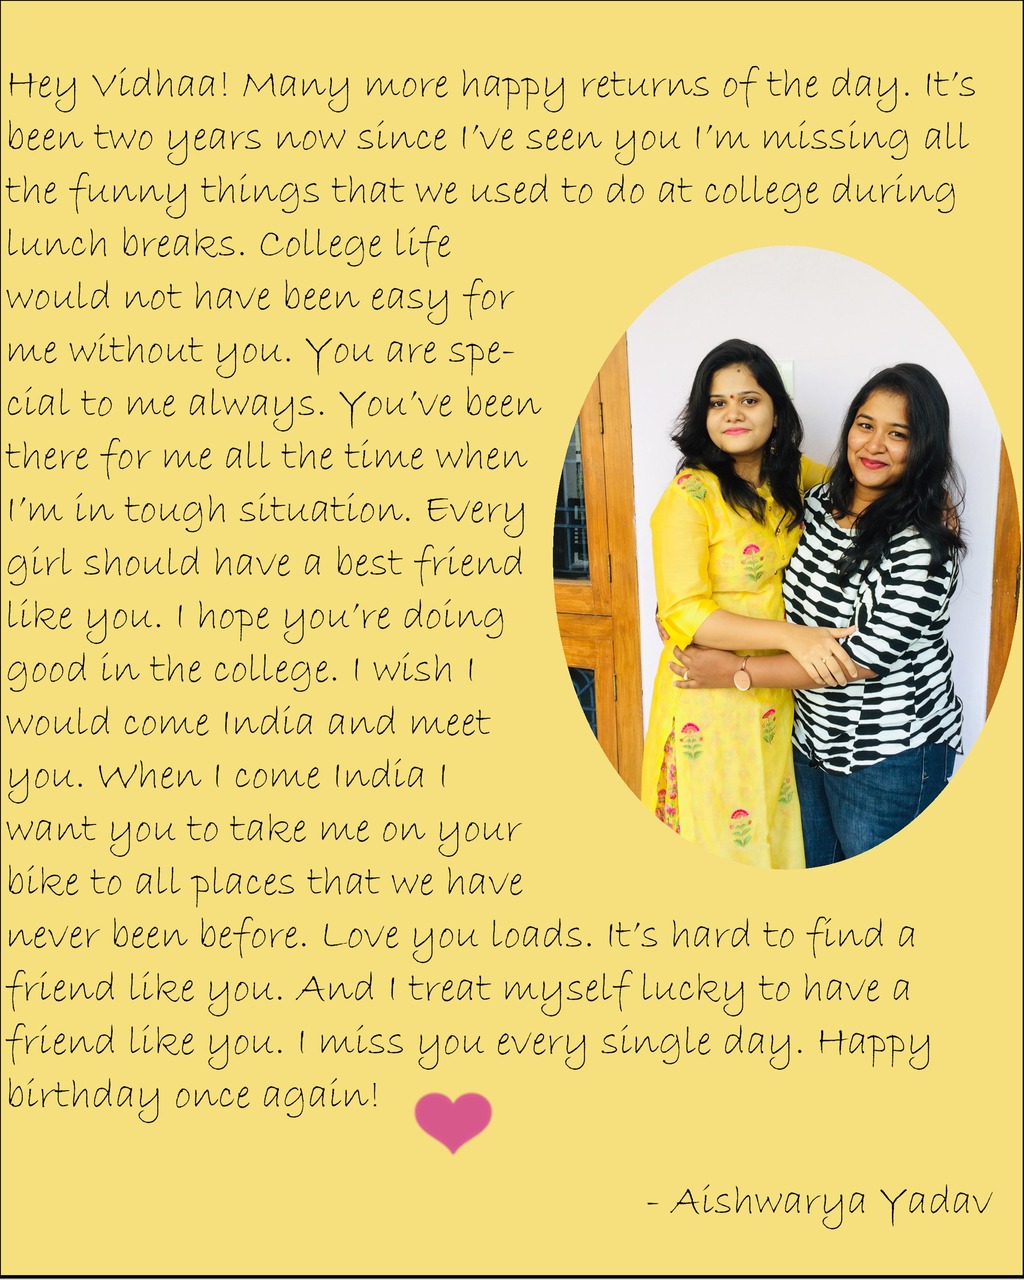 Hey Vidhaa! Many more happy returns of the day. It's
been two years now since I've seen you I'm missing all
the funny things that we used to do at college during
lunch breaks. College life
would not have been easy for
me without you. You are spe-
cial to me always. You've been
there for me all the time when
I'm in tough situation. Every
girl should have a best friend
like you. I hope you're doing
good in the college. I wish I
would come India and meet
you. When I come India I
want you to take me on your
bike to all places that we have
never been before. Love you loads. It's hard to find a
friend like you. And I treat myself lucky to have a
friend like you. I miss you every single day. Happy
birthday once again!
- Aishwarya Yadav